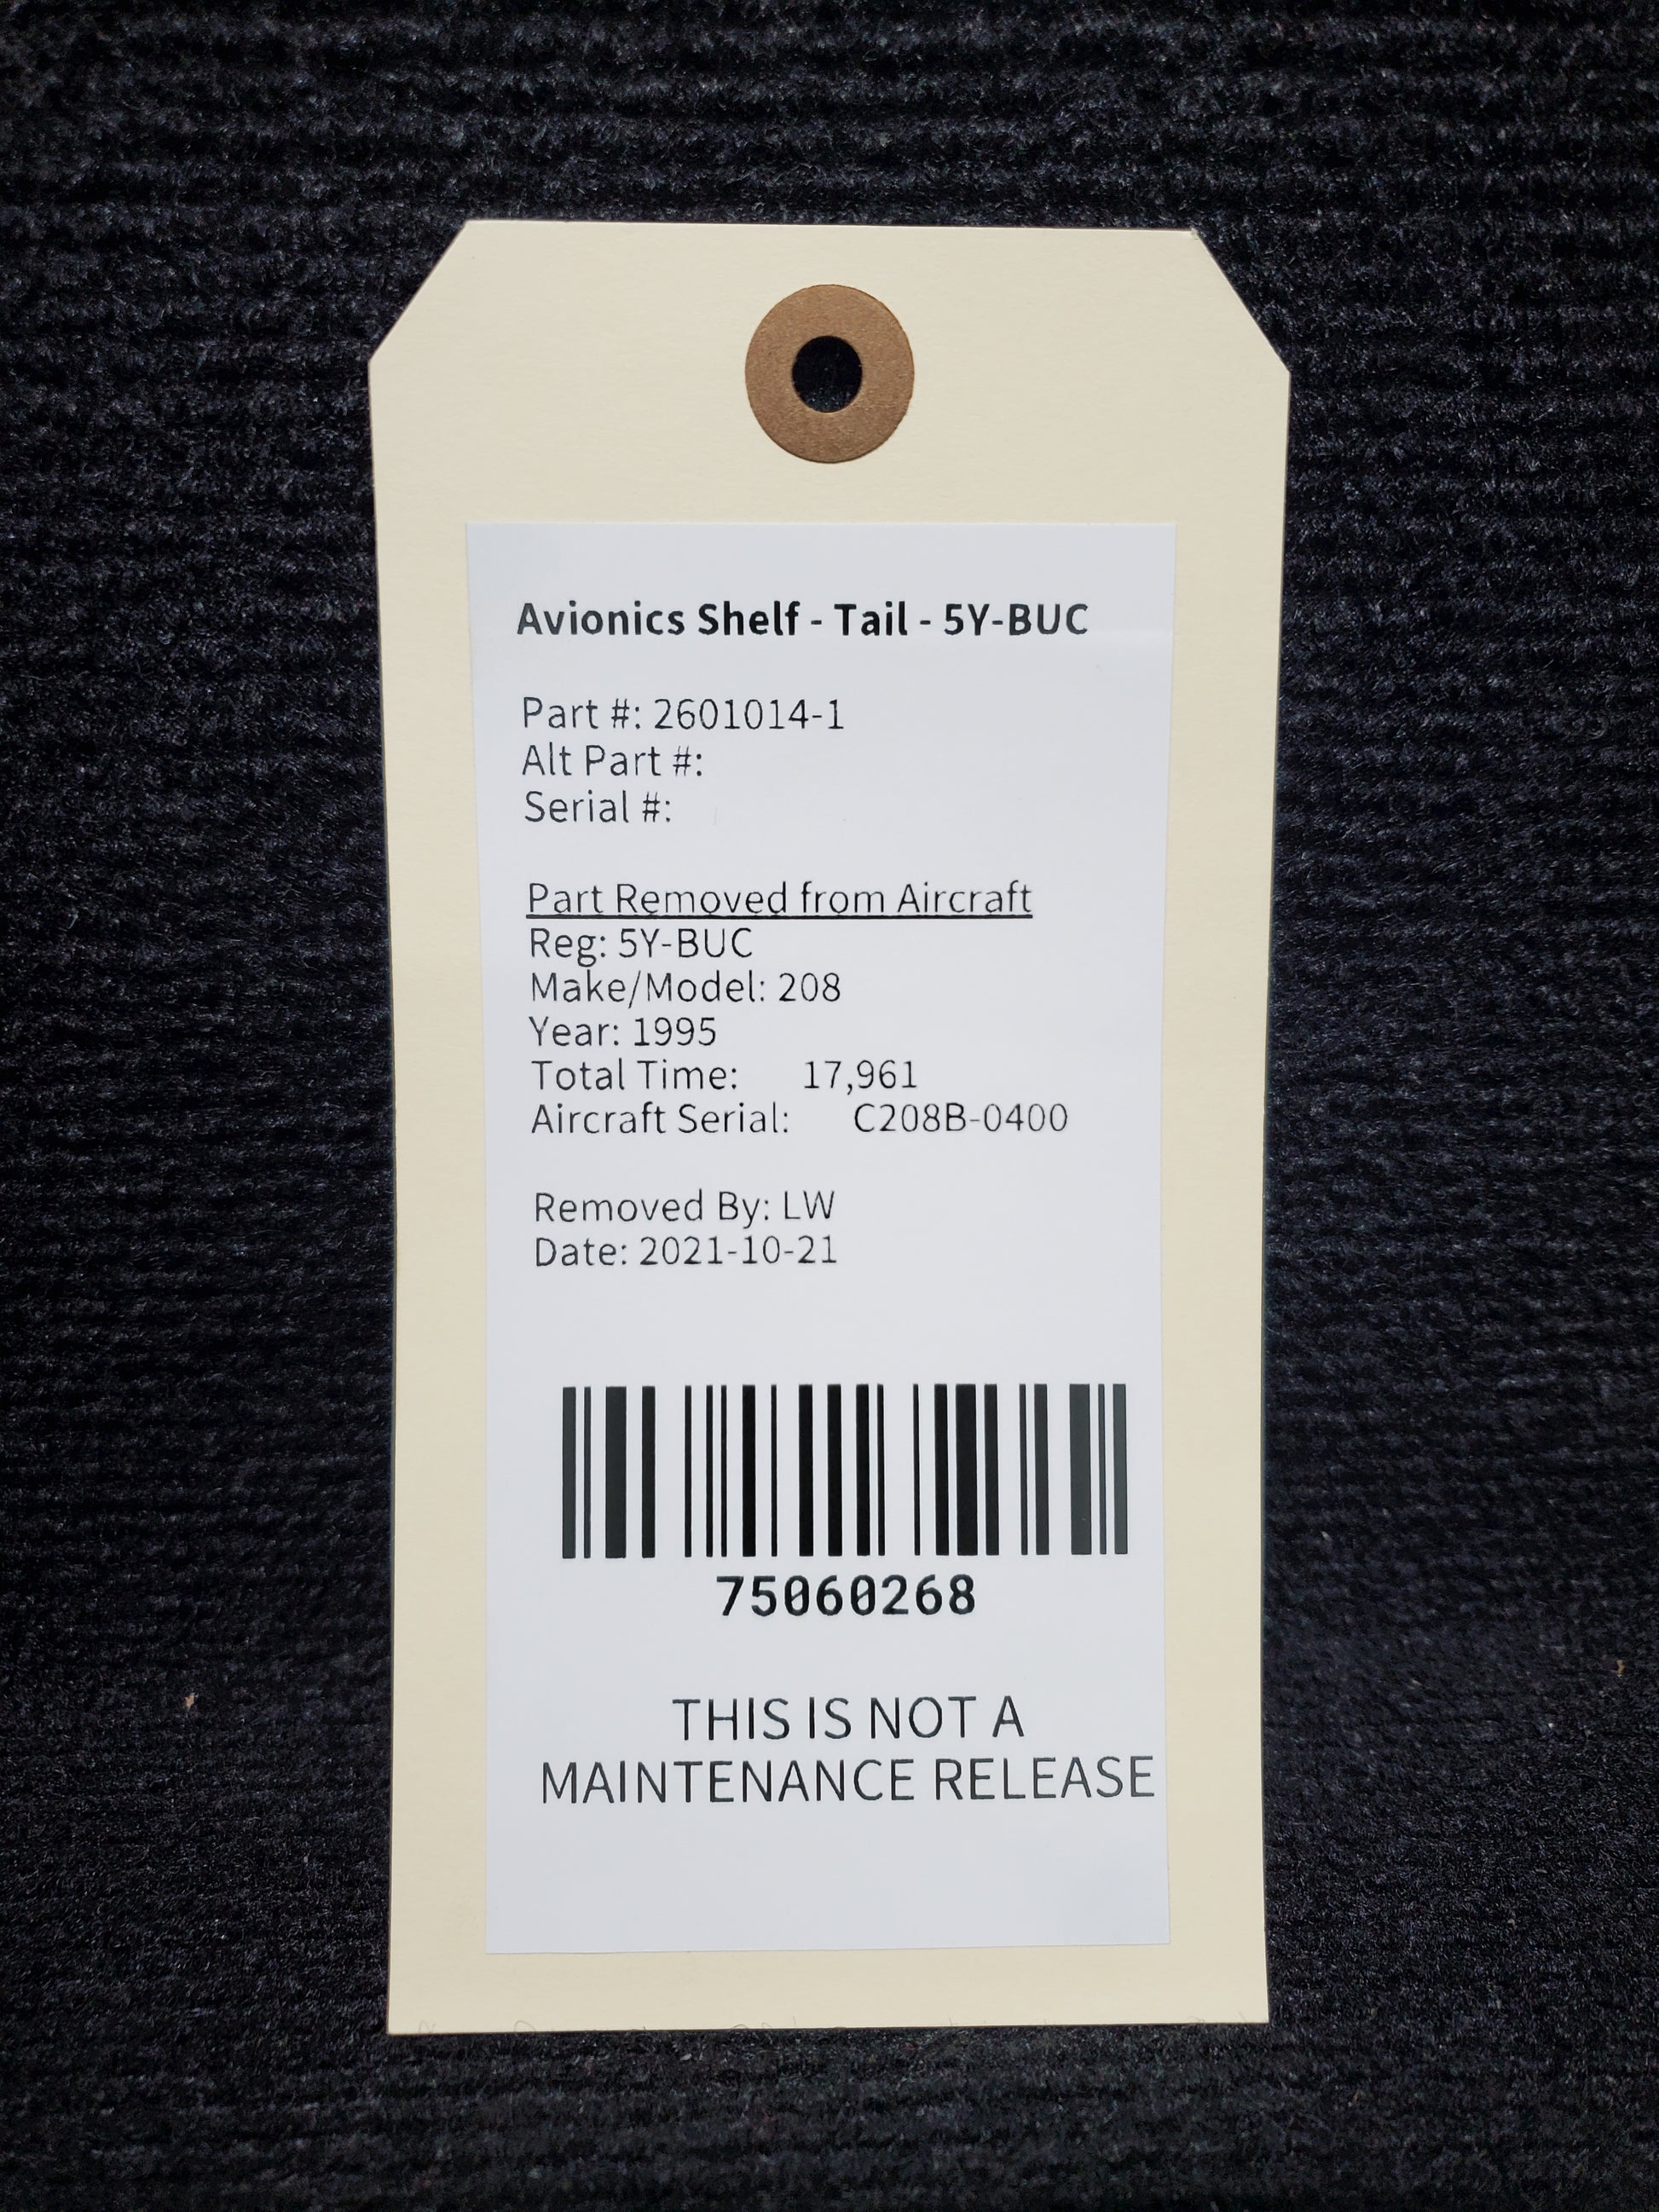 Avionics Shelf - Tail - 5Y-BUC
Part #: 2601014-1
Alt Part #:
Serial #:
Part Removed from Aircraft
Reg: 5Y-BUC
Make/Model: 208
Year: 1995
Total Time: 17,961
Aircraft Serial: C208B-0400
Removed By: LW
Date: 2021-10-21
75060268
THIS IS NOT A
MAINTENANCE RELEASE